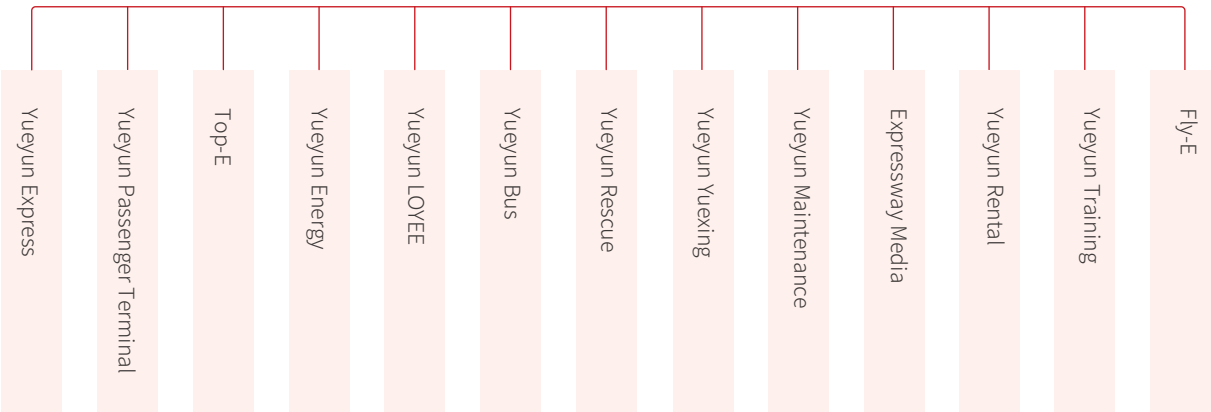 Yueyun Express
Yueyun Passenger Terminal
Top-E
Yueyun Energy
Yueyun LOYEE
Yueyun Bus
Yueyun Rescue
Yueyun Yuexing
Yueyun Maintenance
Expressway Media
Yueyun Rental
Yueyun Training
Fly-E